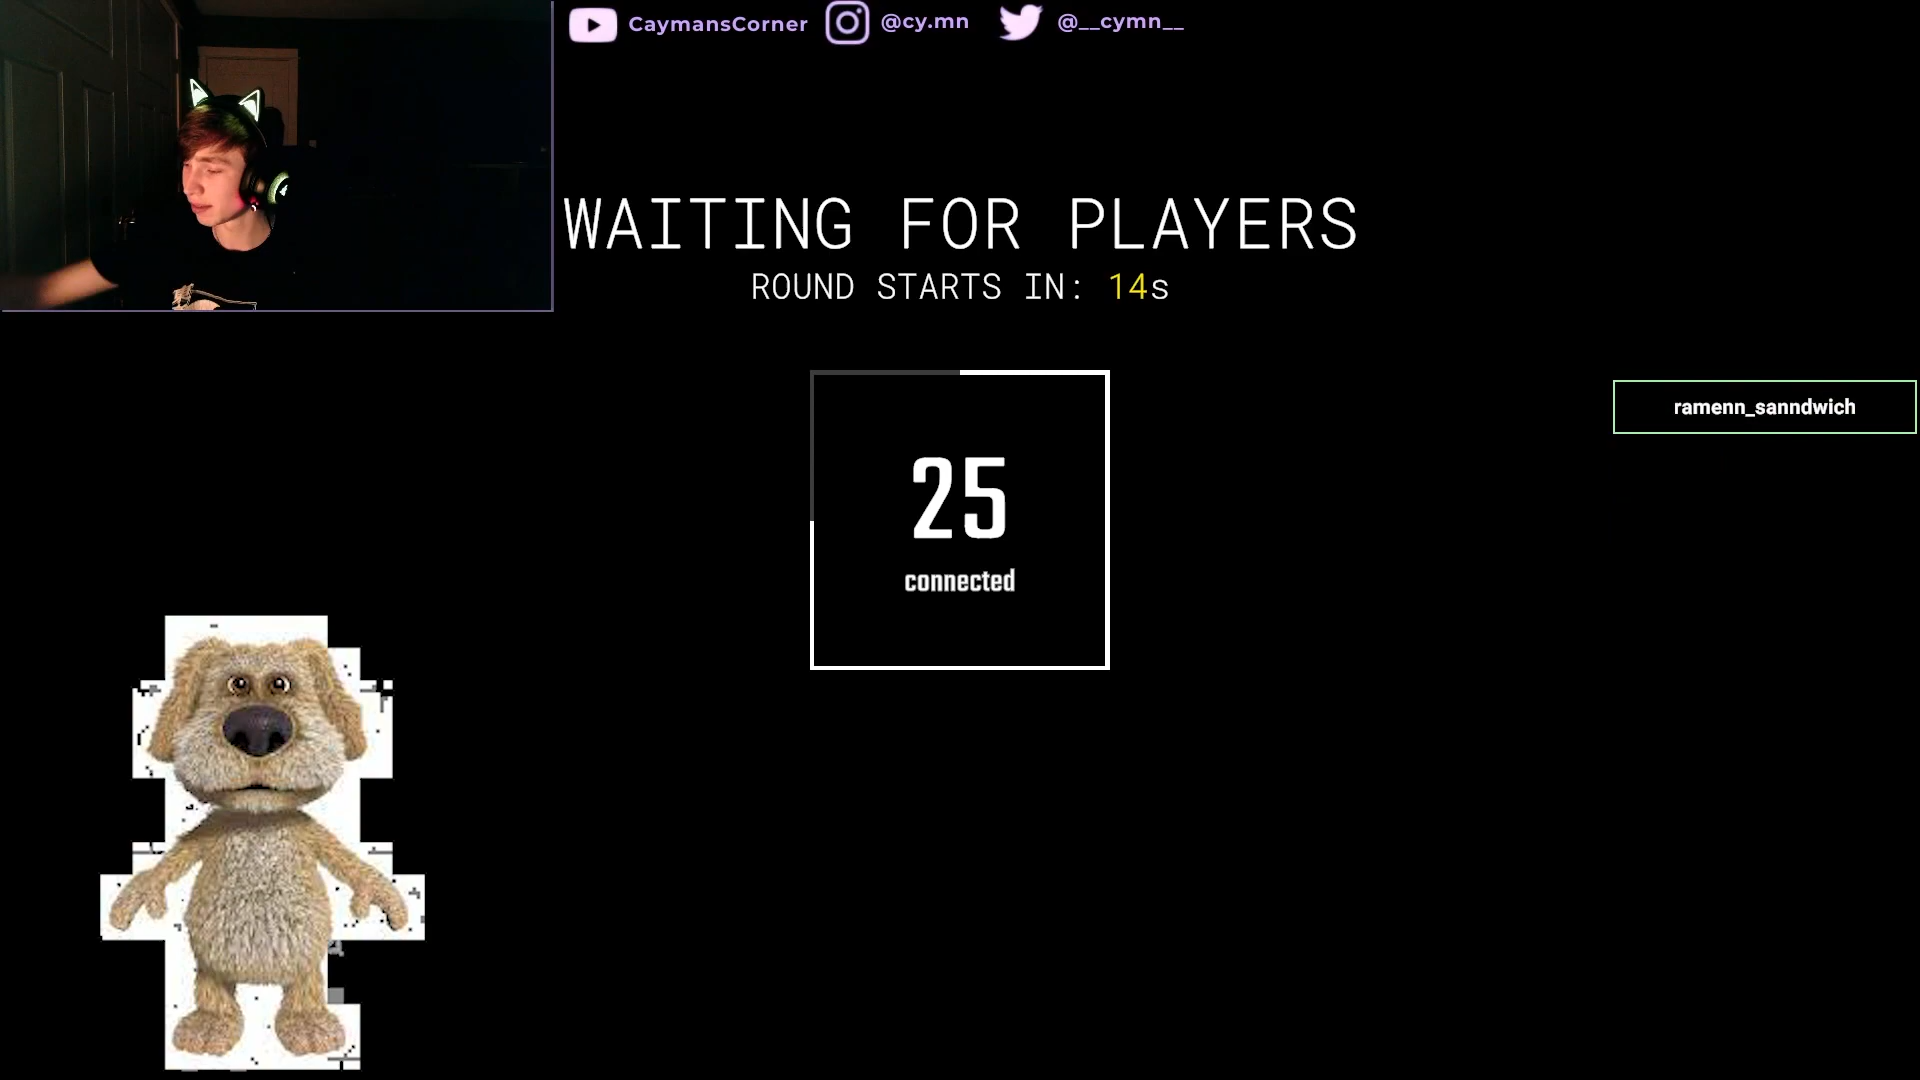 CaymansCorner @cy.mn @__cymn__
WAITING FOR PLAYERS
ROUND STARTS IN: 14s
ramenn_sanndwich
25
connected